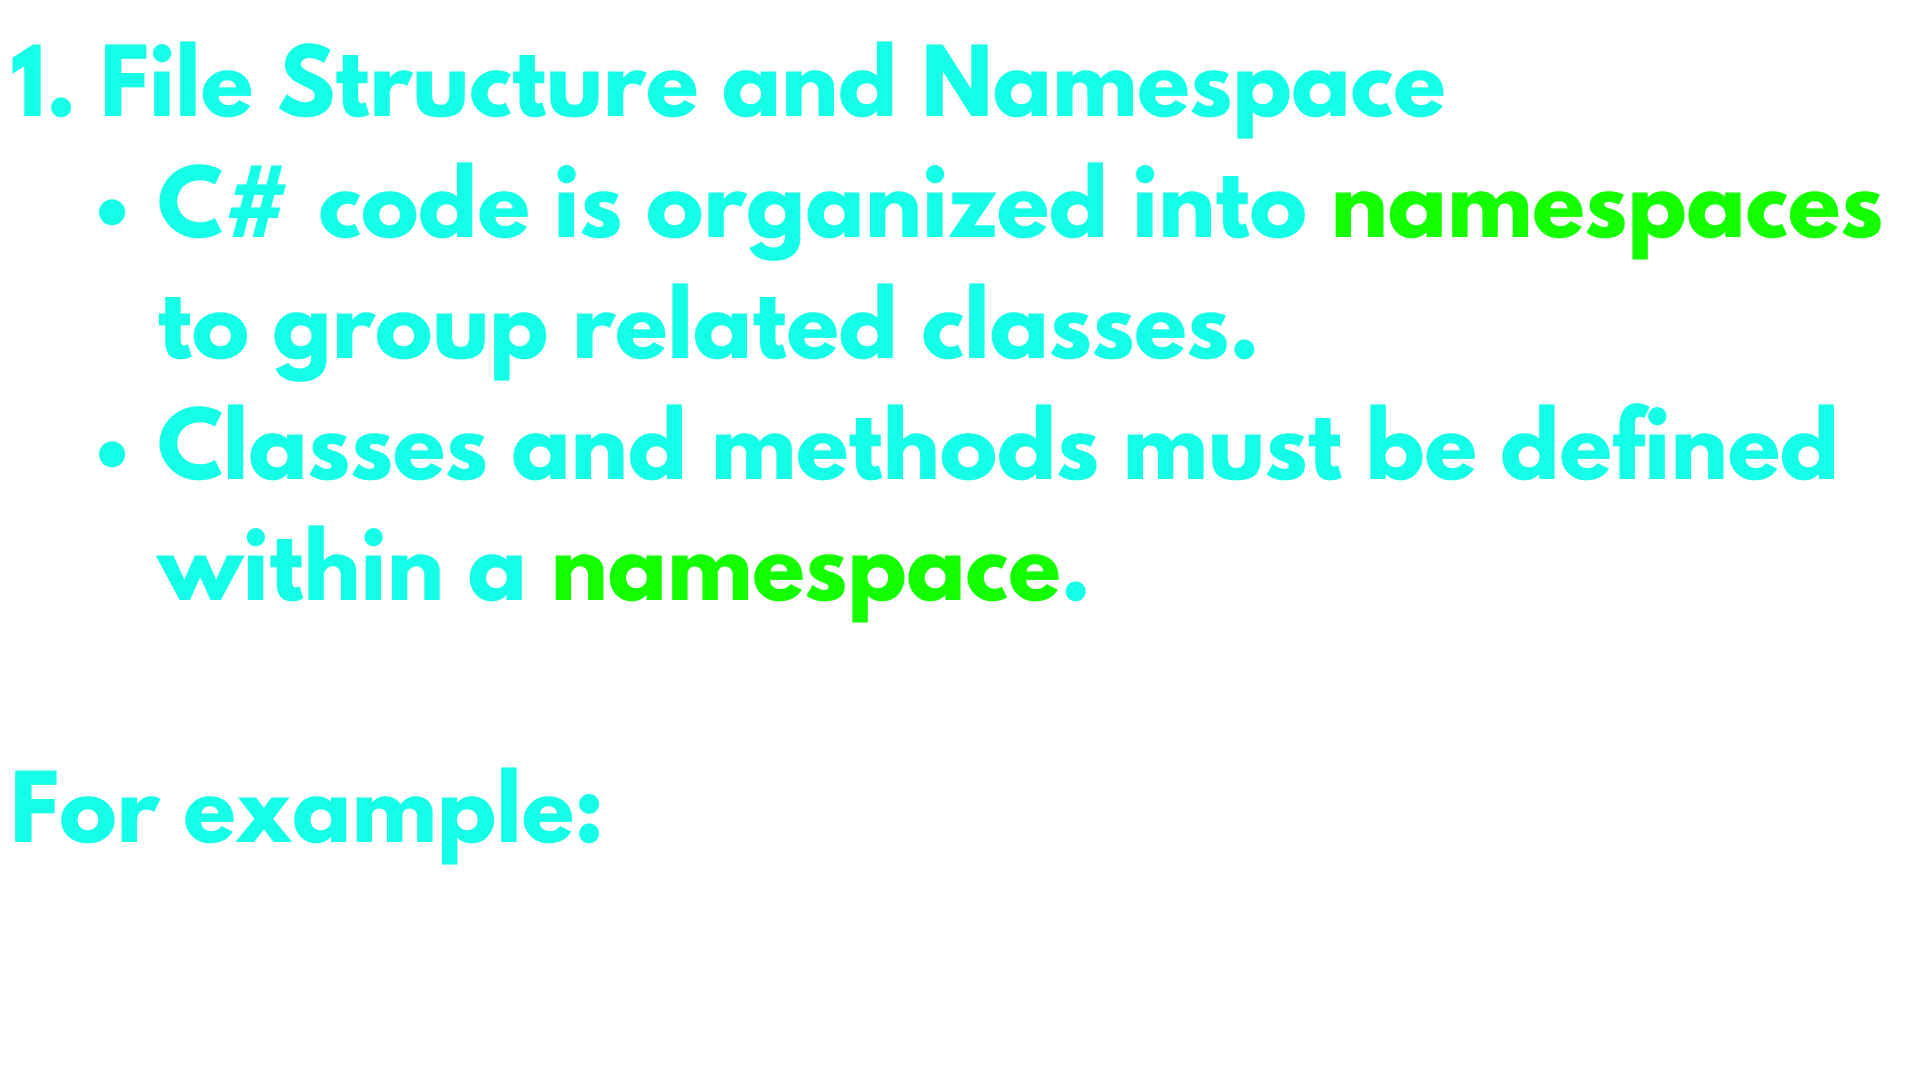 1. File Structure and Namespace
• C# code is organized into namespaces
to group related classes.
• Classes and methods must be defined
within a namespace.
For example: